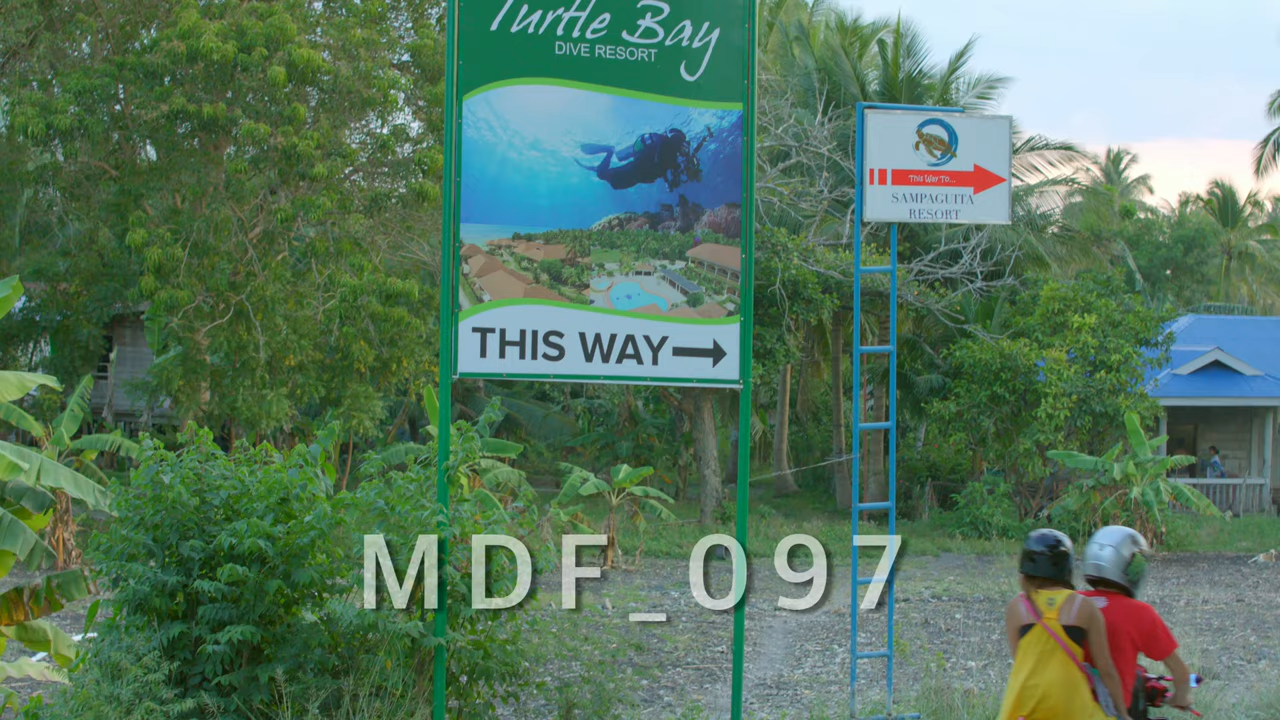 Turtle Bay
DIVE RESORT
THIS WAY
This Way To...
SAMPAGUITA
RESORT
MDF_097